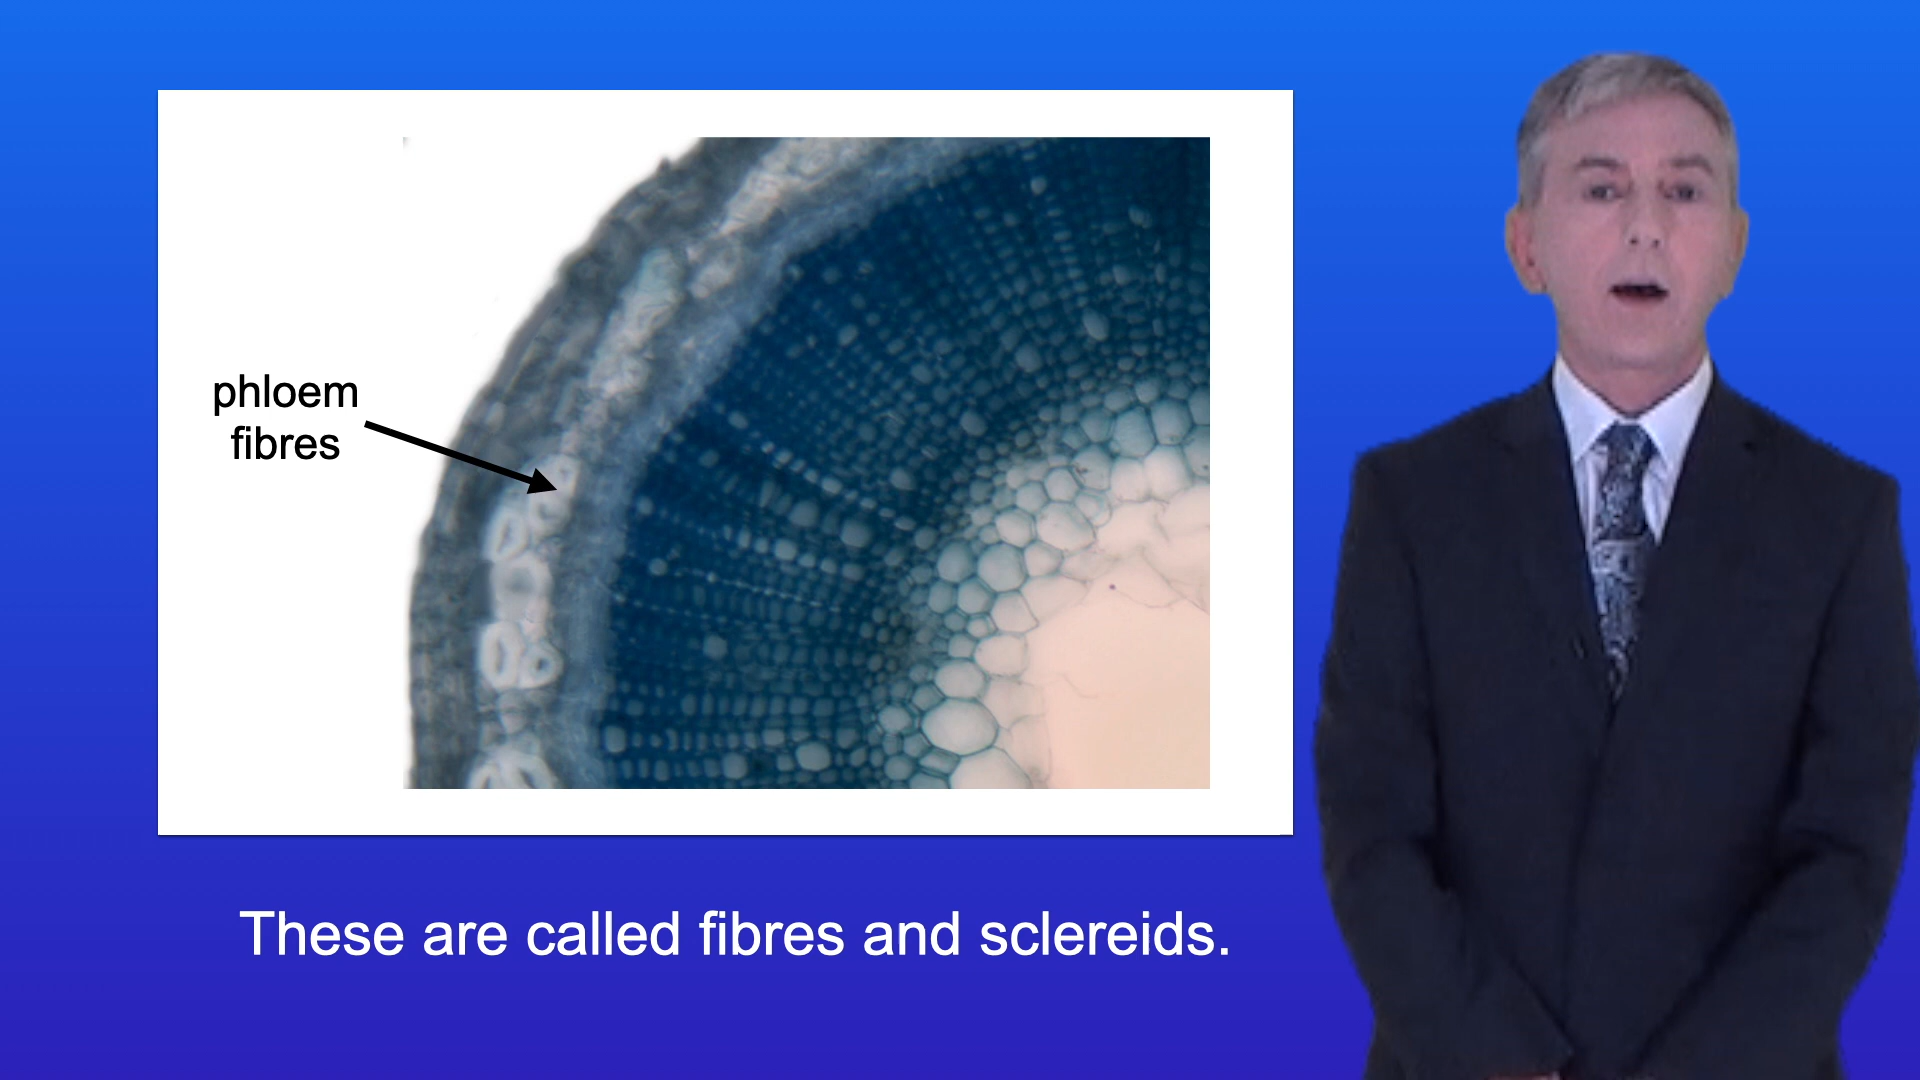 phloem
fibres
These are called fibres and sclereids.